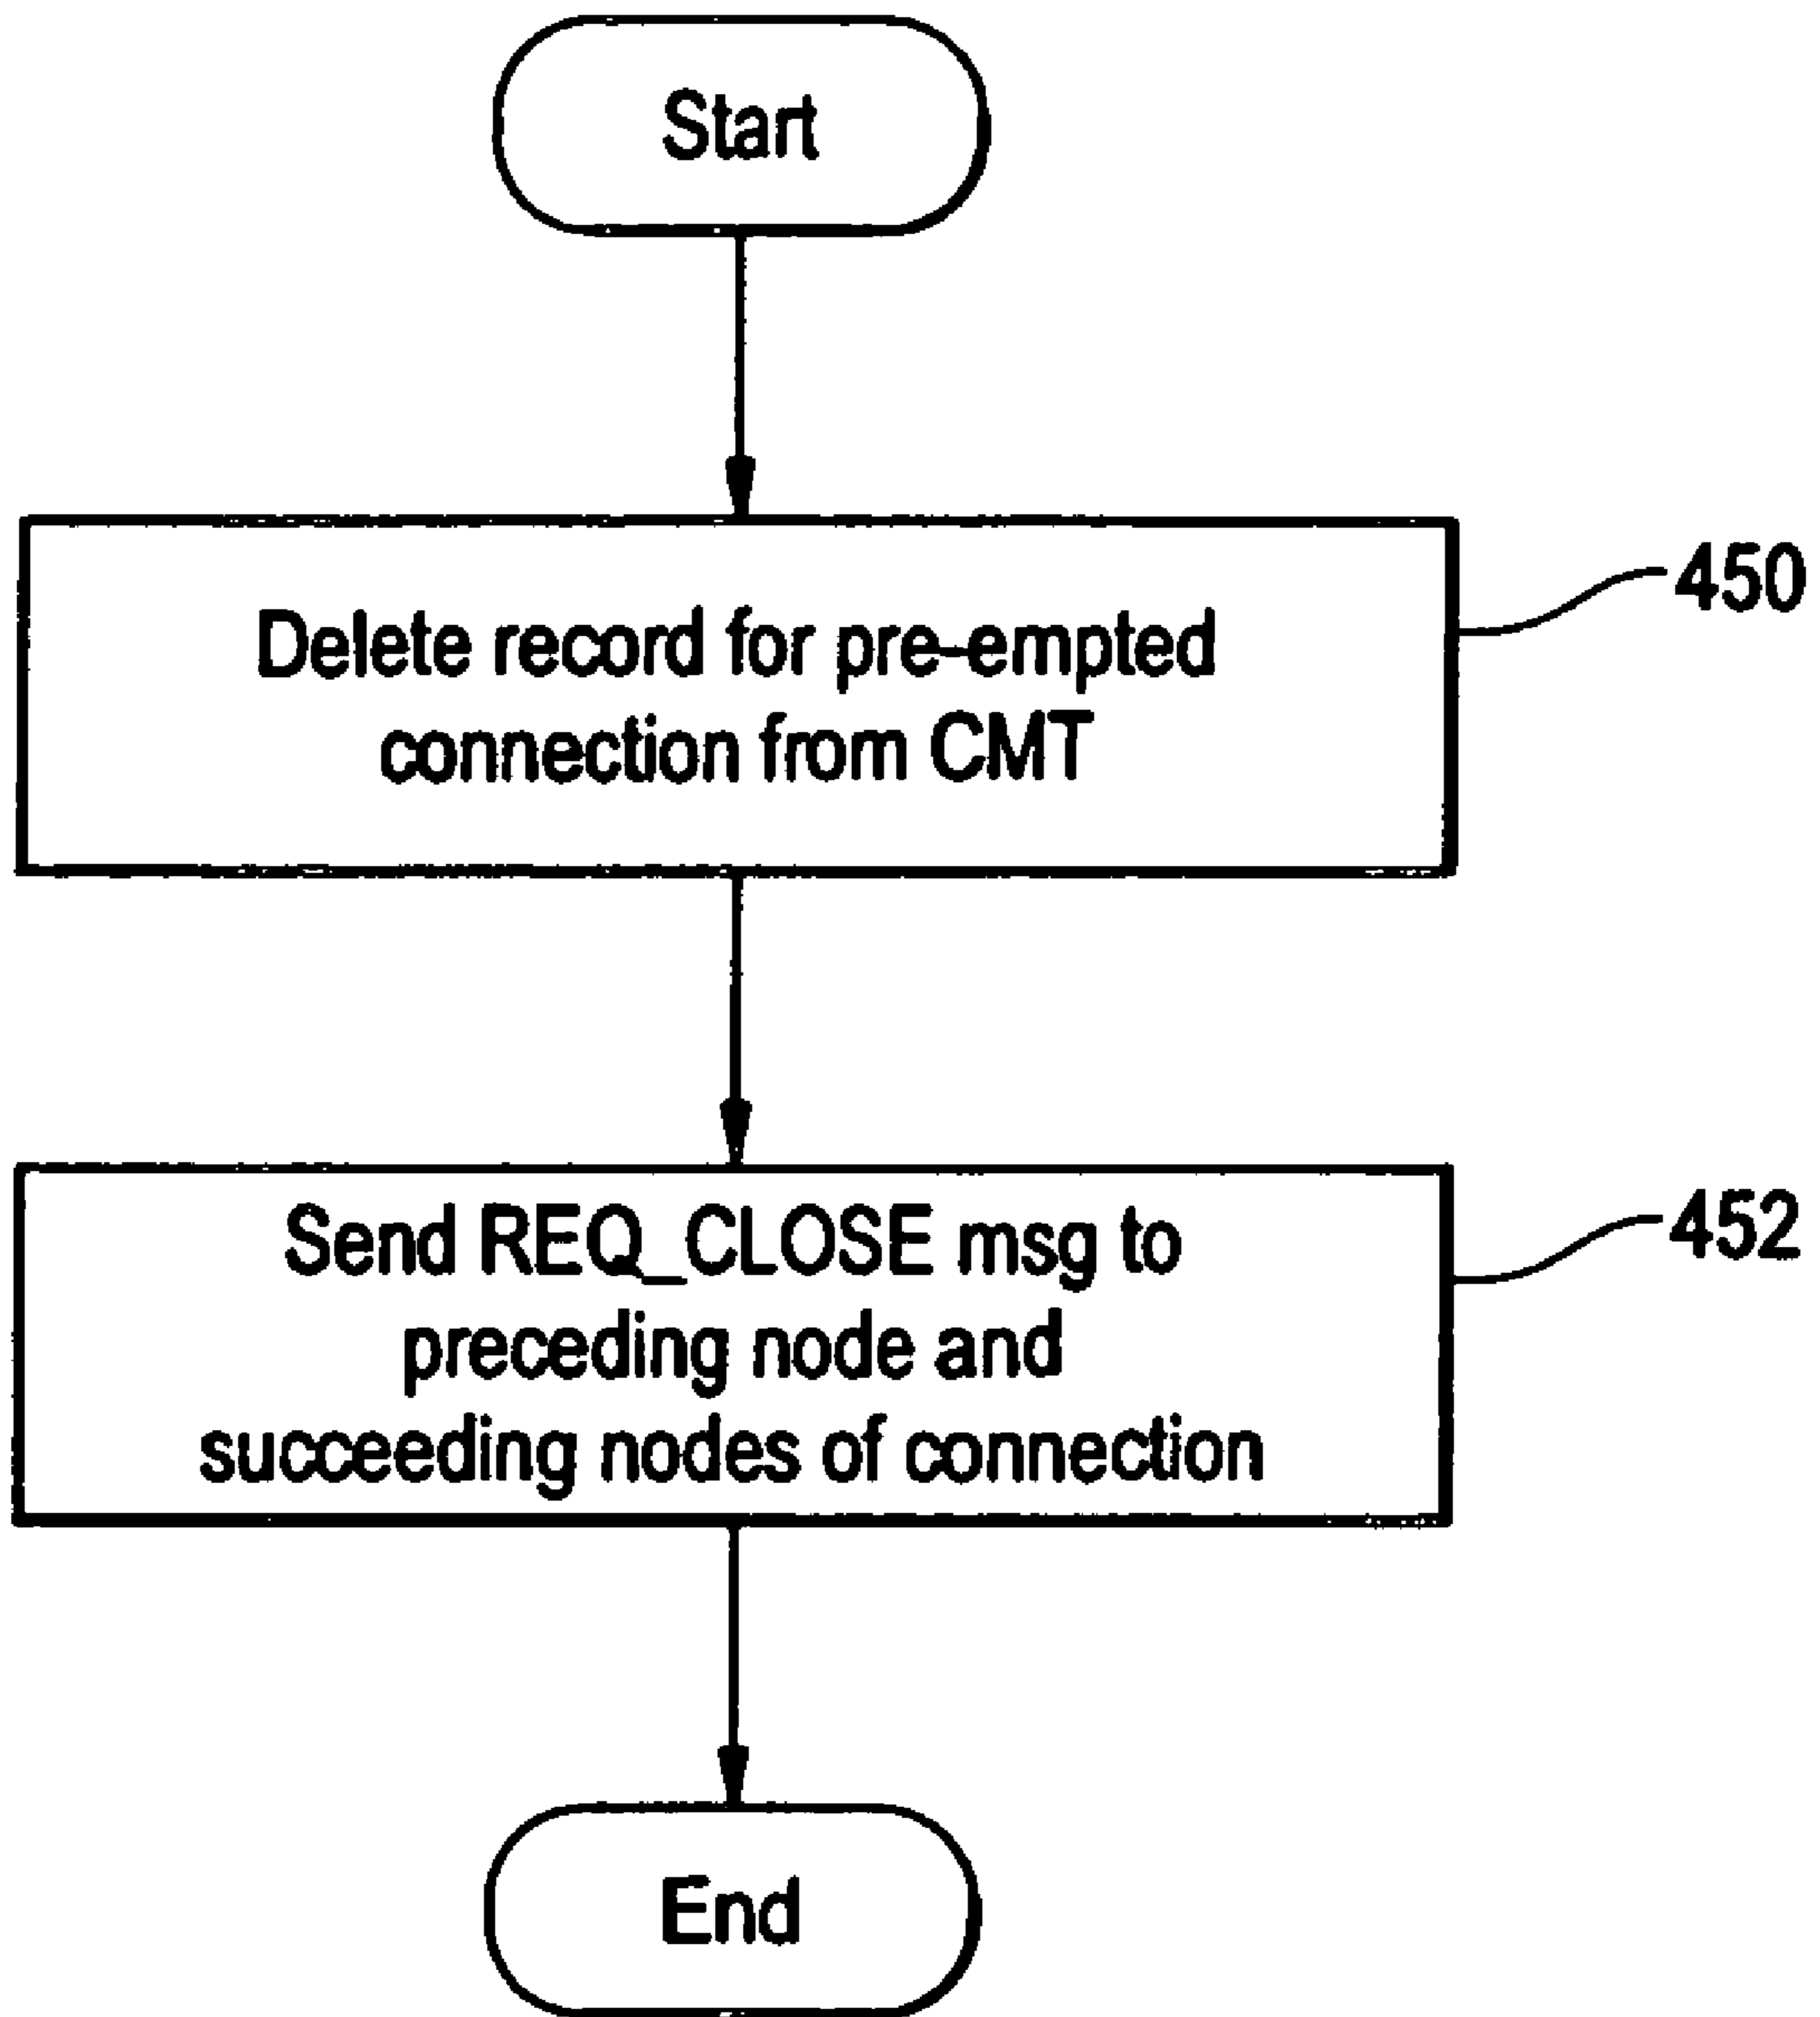 Start
450
Delete record for pre-empted
connection from CMT
452
Send REQ_CLOSE msg to
preceding node and
succeeding nodes of connection
End